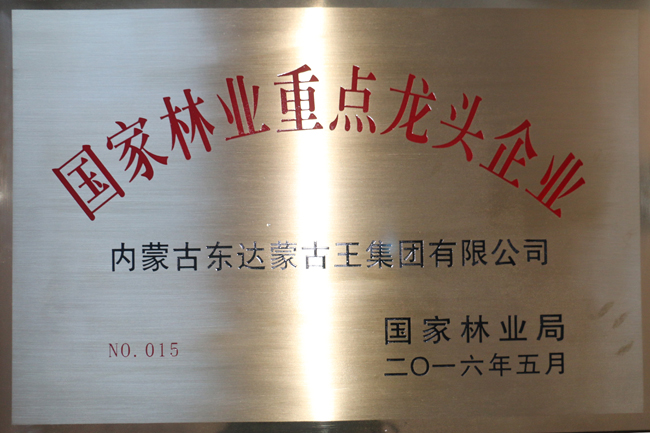 国家林业重点龙头企业
内蒙古东达蒙古王集团有限公司
国家林业局
NO.015
二〇一六年五月